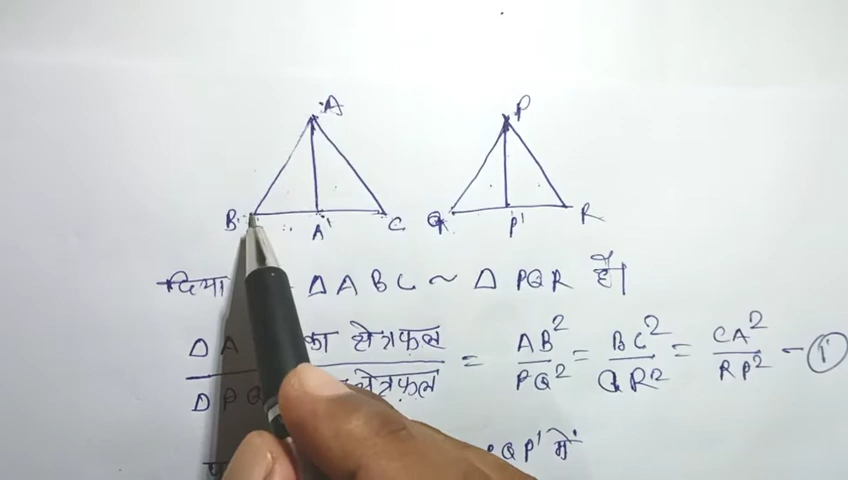 A P
B A' C Q P' R
दिया ΔABC ~ ΔPQR है।
ΔA का क्षेत्रफल / ΔPQ क्षेत्रफल = AB²/PQ² = BC²/QR² = CA²/RP² - ①
QP' में